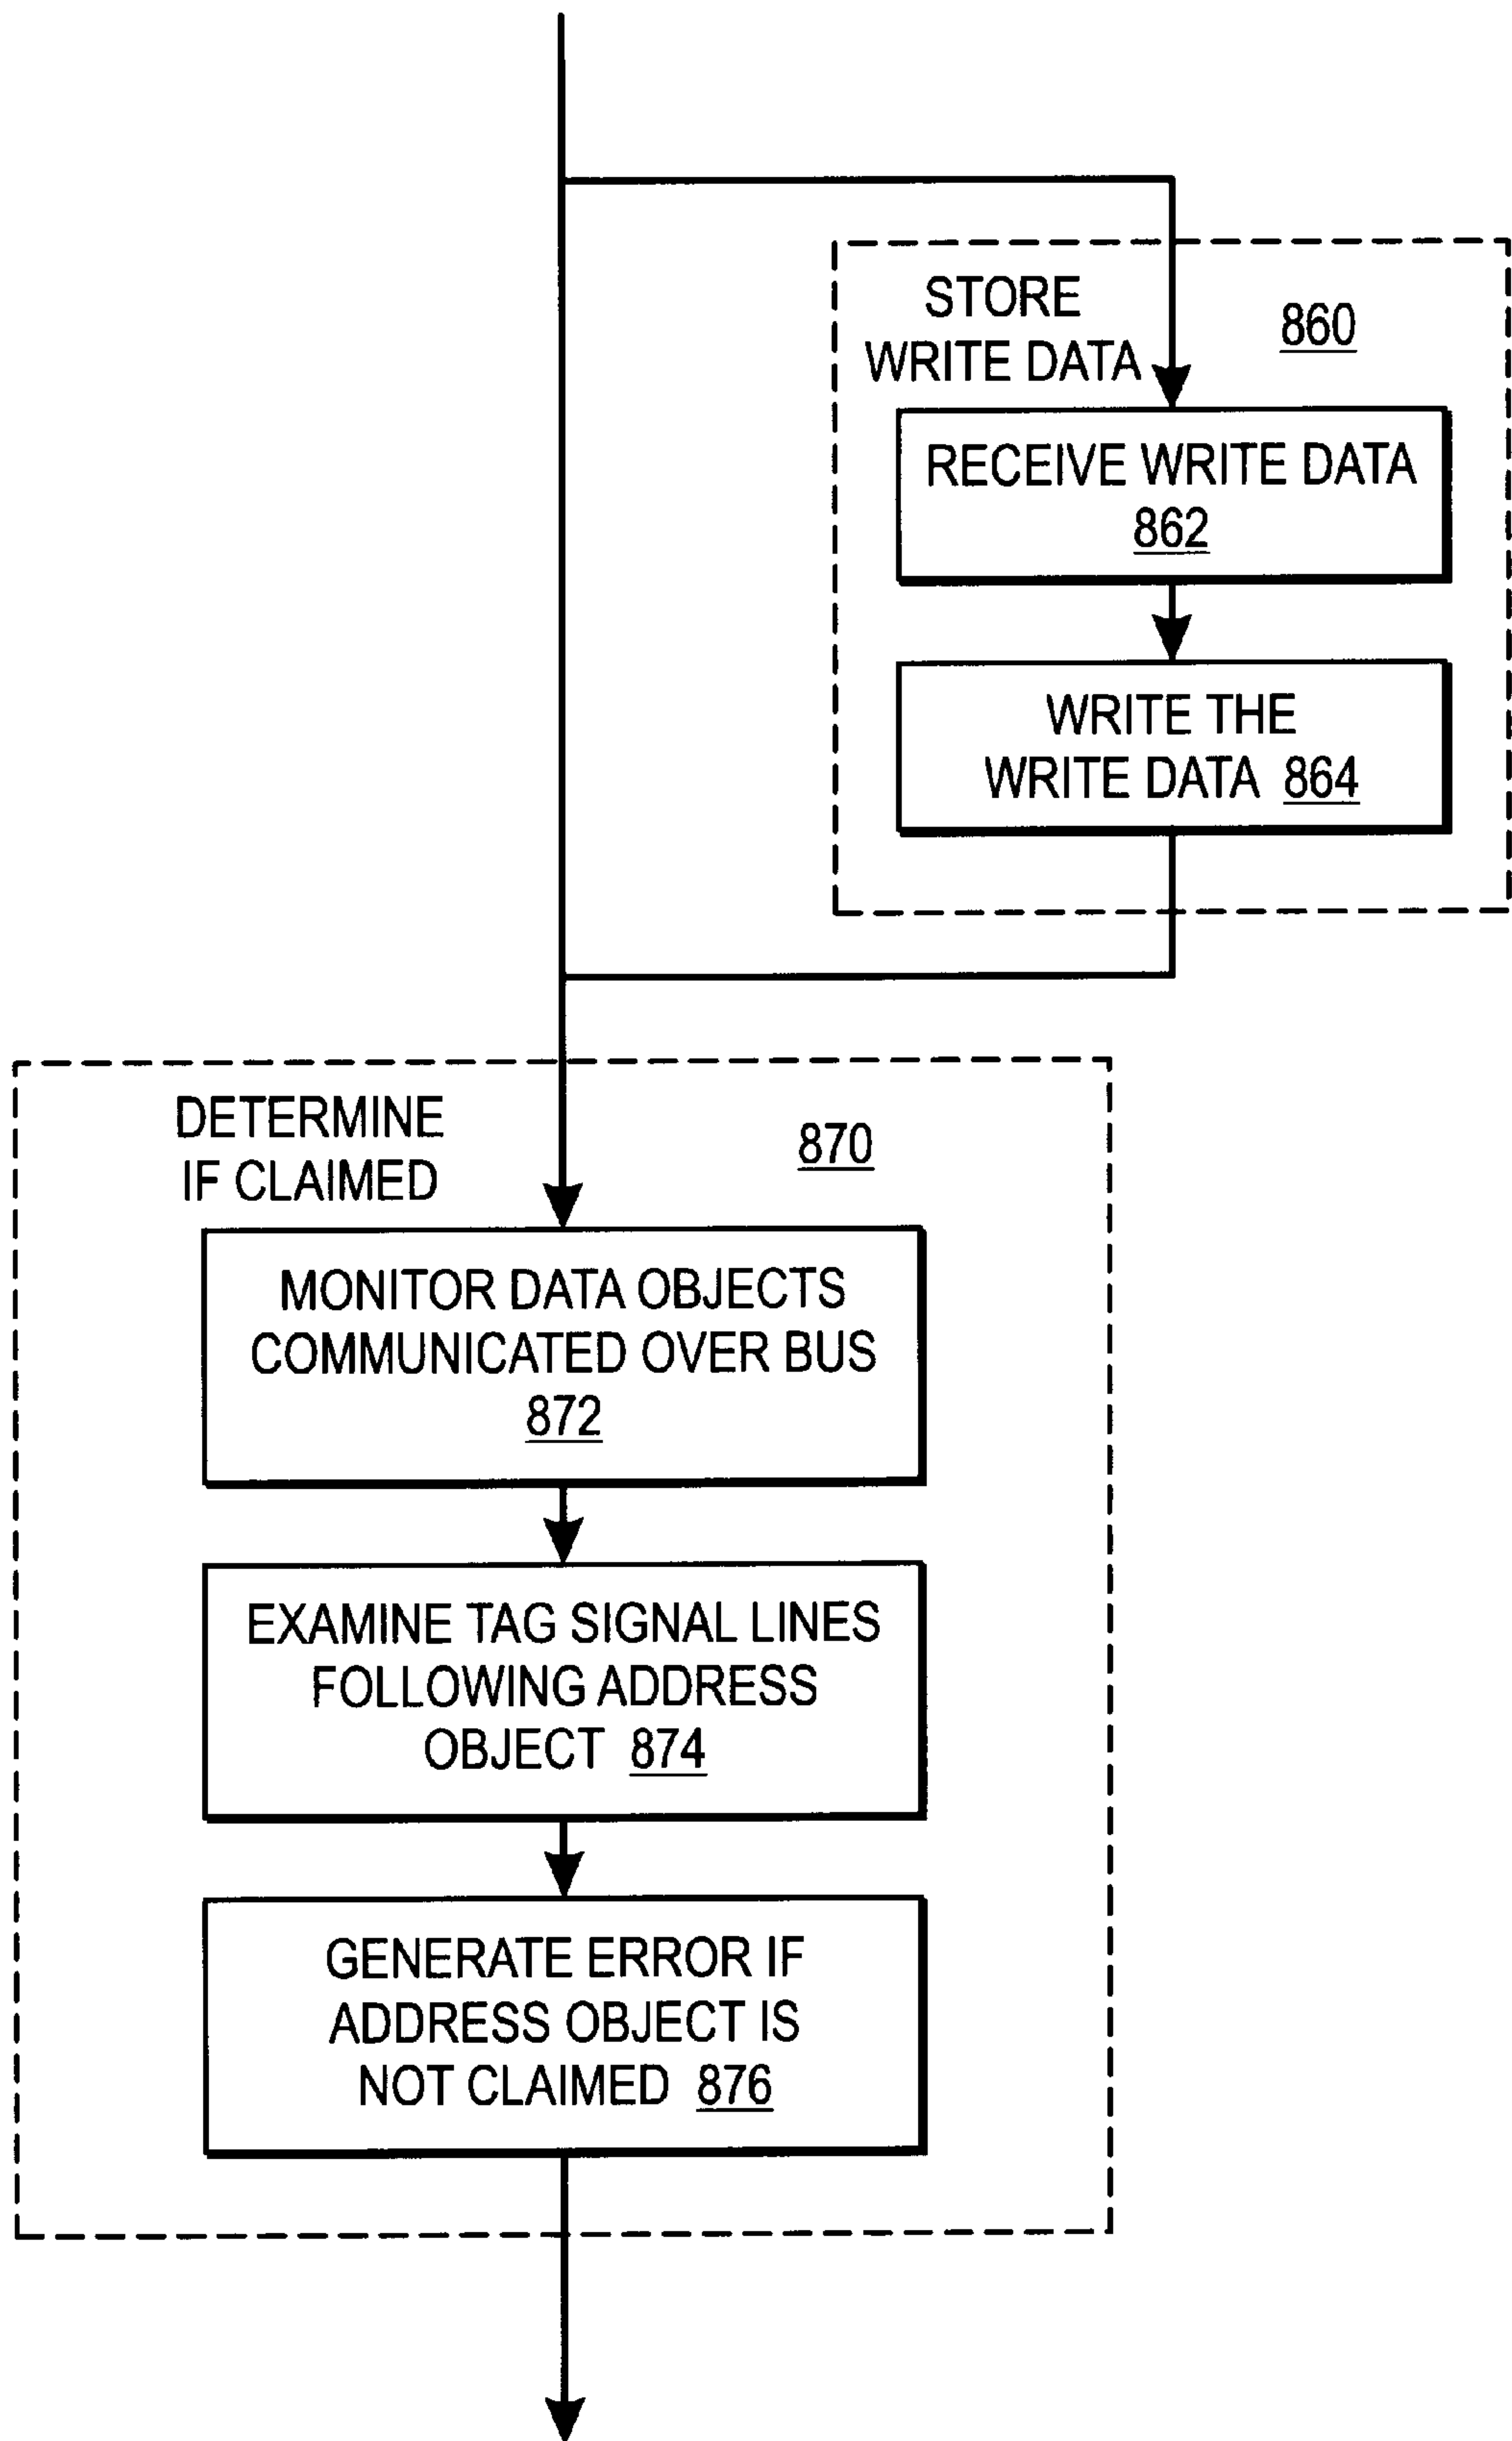 STORE
WRITE DATA
860
RECEIVE WRITE DATA
862
WRITE THE
WRITE DATA 864
DETERMINE
IF CLAIMED
870
MONITOR DATA OBJECTS
COMMUNICATED OVER BUS
872
EXAMINE TAG SIGNAL LINES
FOLLOWING ADDRESS
OBJECT 874
GENERATE ERROR IF
ADDRESS OBJECT IS
NOT CLAIMED 876